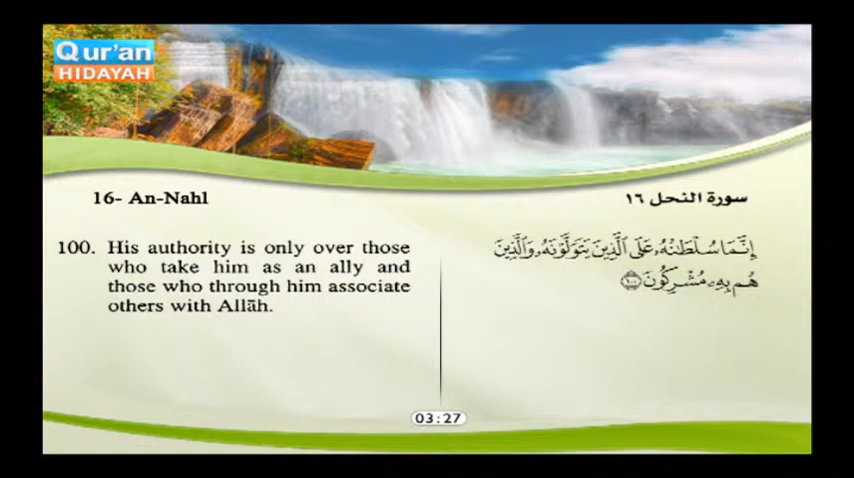 Qur'an
HIDAYAH
16- An-Nahl
سورة النحل ١٦
100. His authority is only over those
who take him as an ally and
those who through him associate
others with Allāh.
إِنَّمَا سُلْطَـٰنُهُۥ عَلَى ٱلَّذِينَ يَتَوَلَّوْنَهُۥ وَٱلَّذِينَ
هُم بِهِۦ مُشْرِكُونَ ١٠٠
03:27